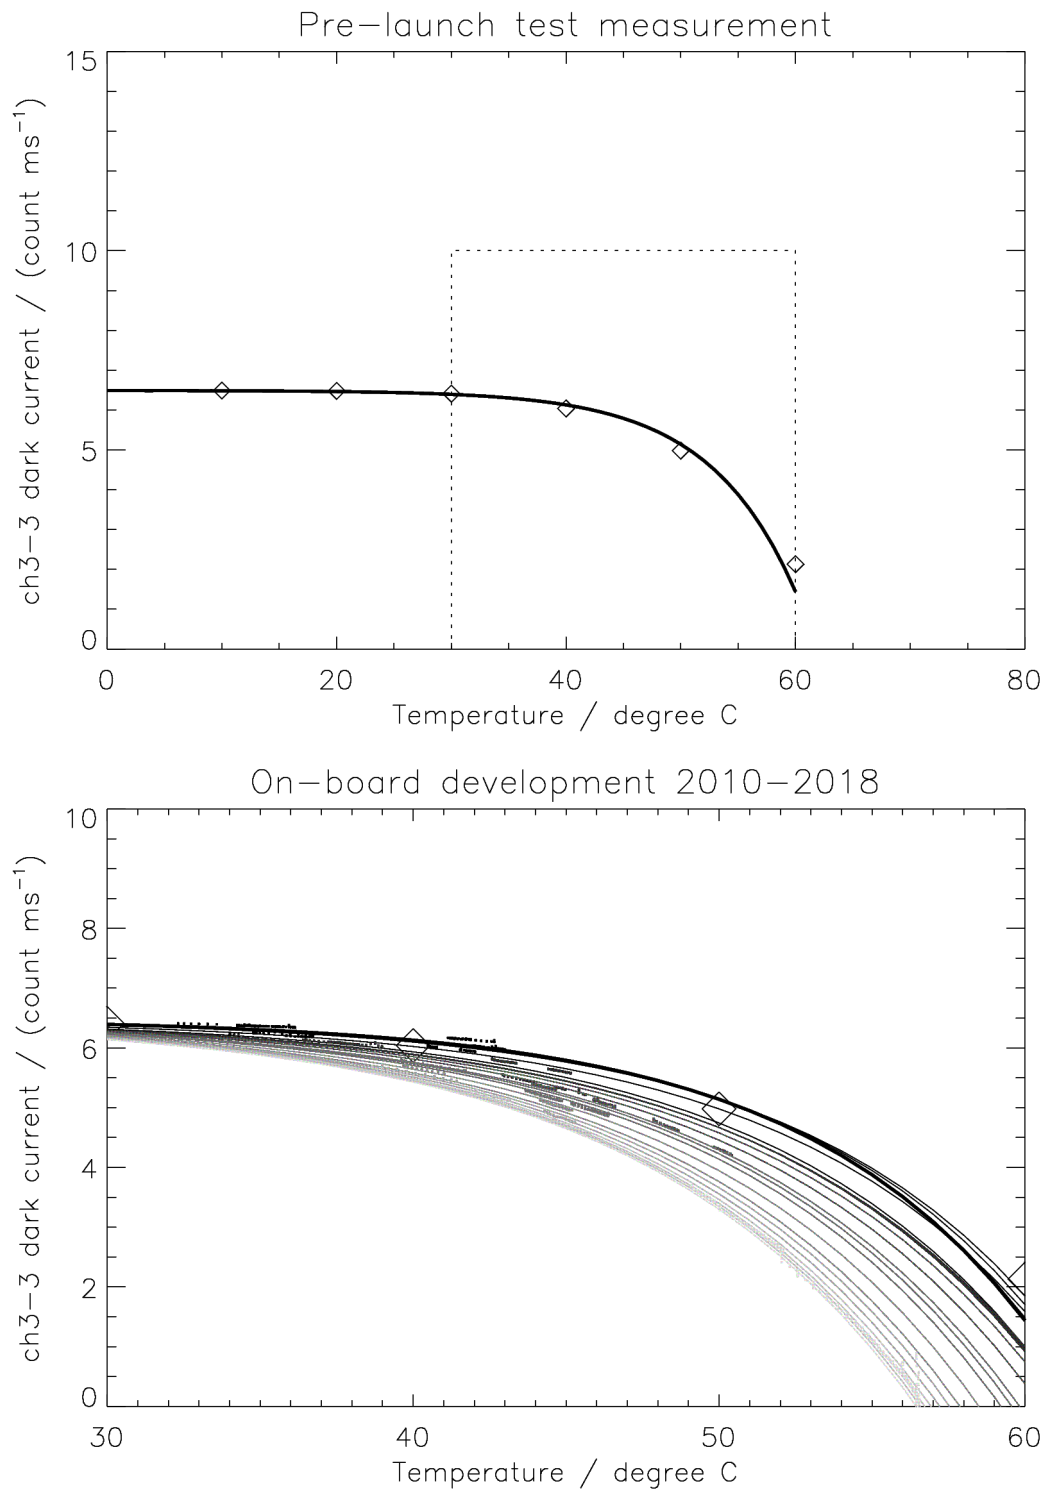 Pre-launch test measurement
15
10
5
0
ch3-3 dark current / (count ms⁻¹)
0 20 40 60 80
Temperature / degree C
On-board development 2010-2018
10
8
6
4
2
0
ch3-3 dark current / (count ms⁻¹)
30 40 50 60
Temperature / degree C